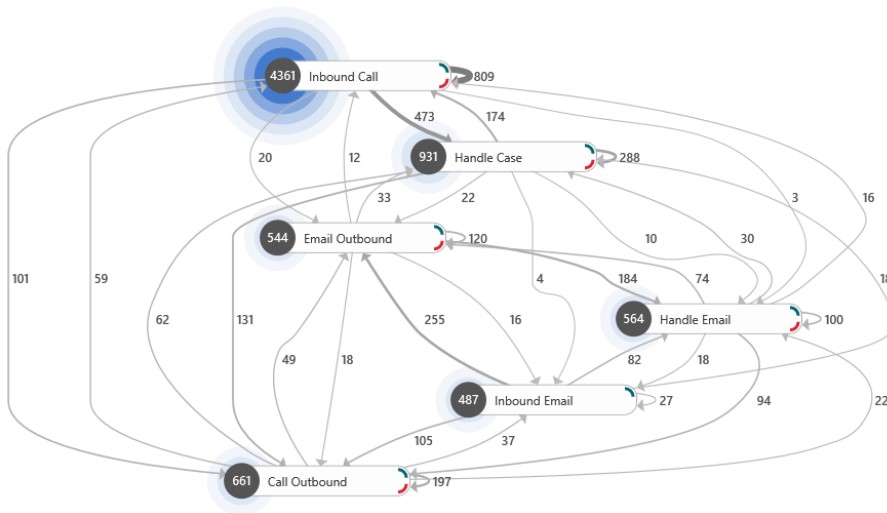 4361 Inbound Call 809
473 174
931 Handle Case 288
20 12 33 22 3 16
544 Email Outbound 120
10 30
101 59 4 184 74 18
62 131 255 16 564 Handle Email 100
49 18 82 18
487 Inbound Email 27 94 22
105 37
661 Call Outbound 197